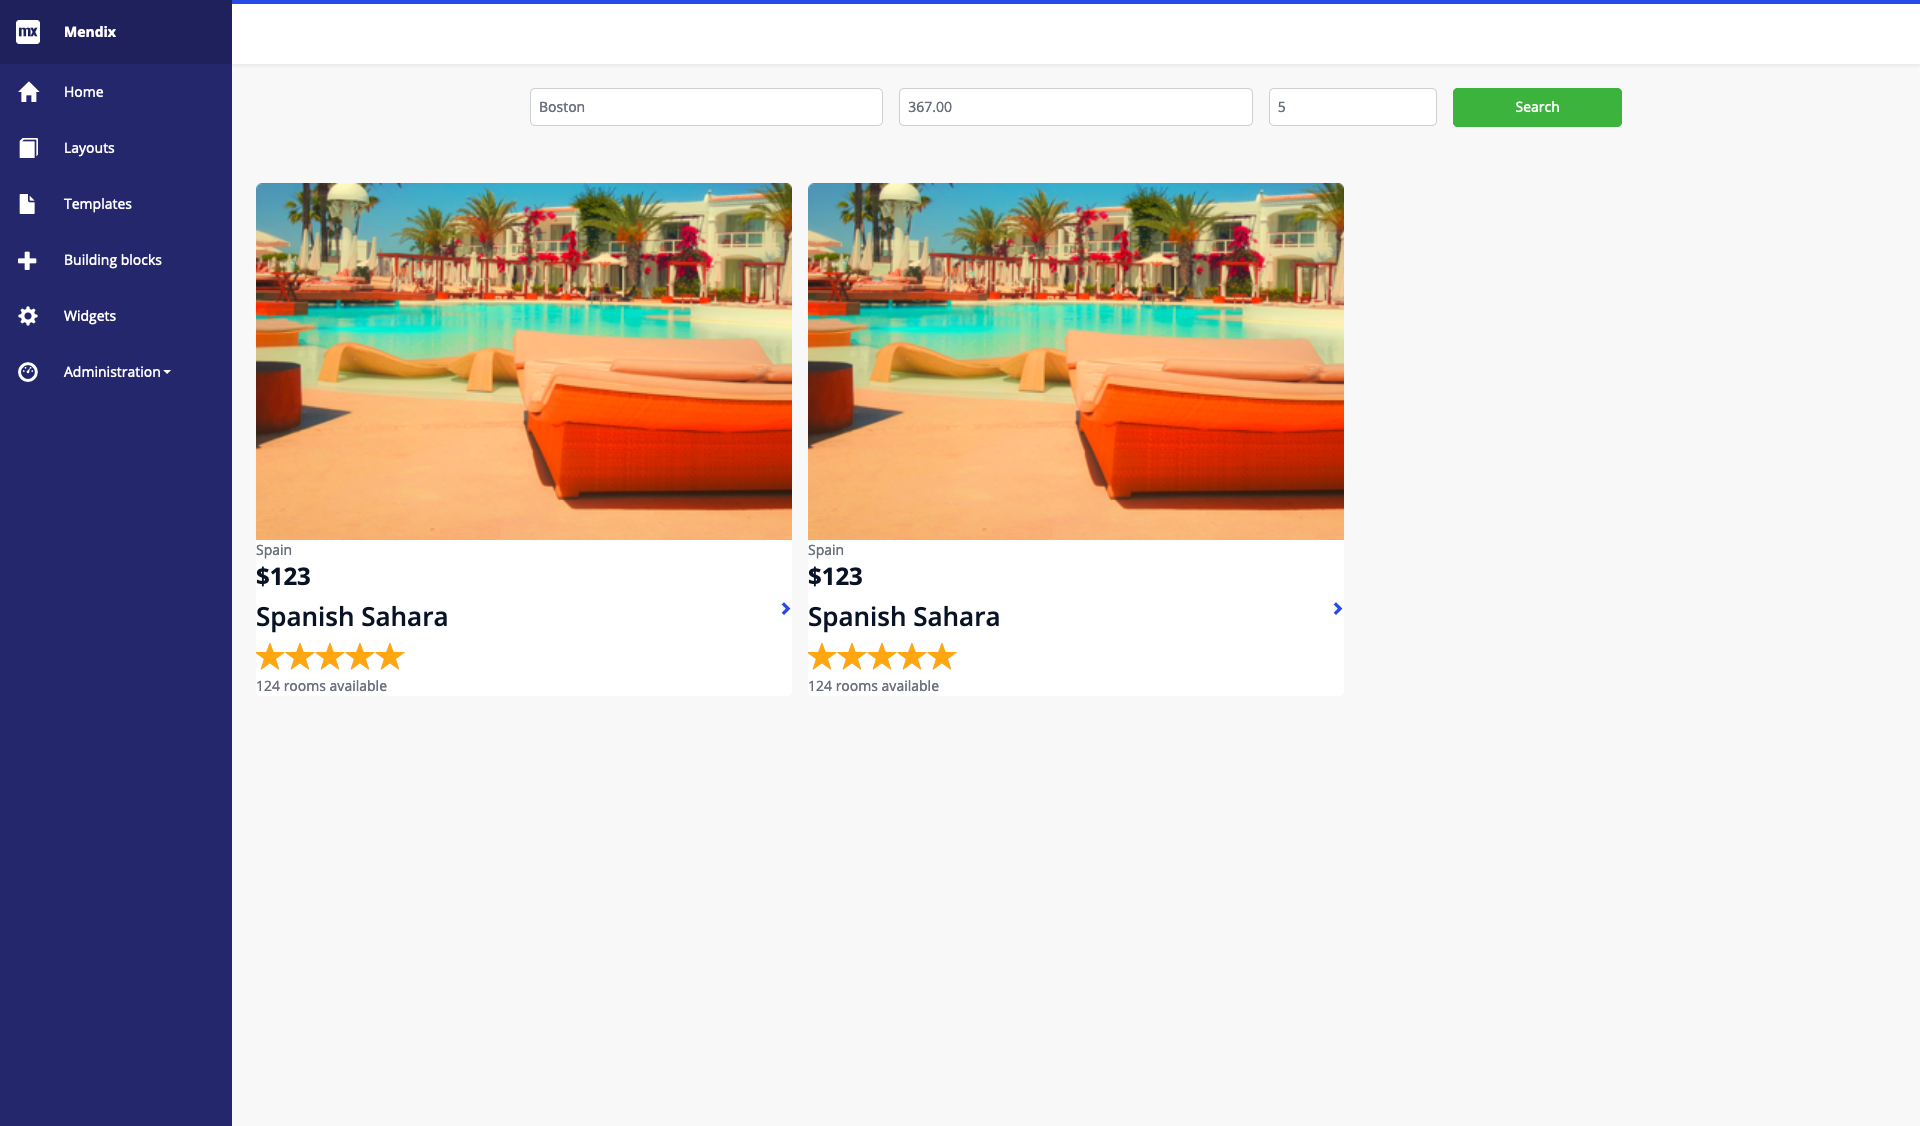 mx Mendix
Home
Layouts
Templates
Building blocks
Widgets
Administration
Boston 367.00 5 Search
Spain
$123
Spanish Sahara
124 rooms available
Spain
$123
Spanish Sahara
124 rooms available